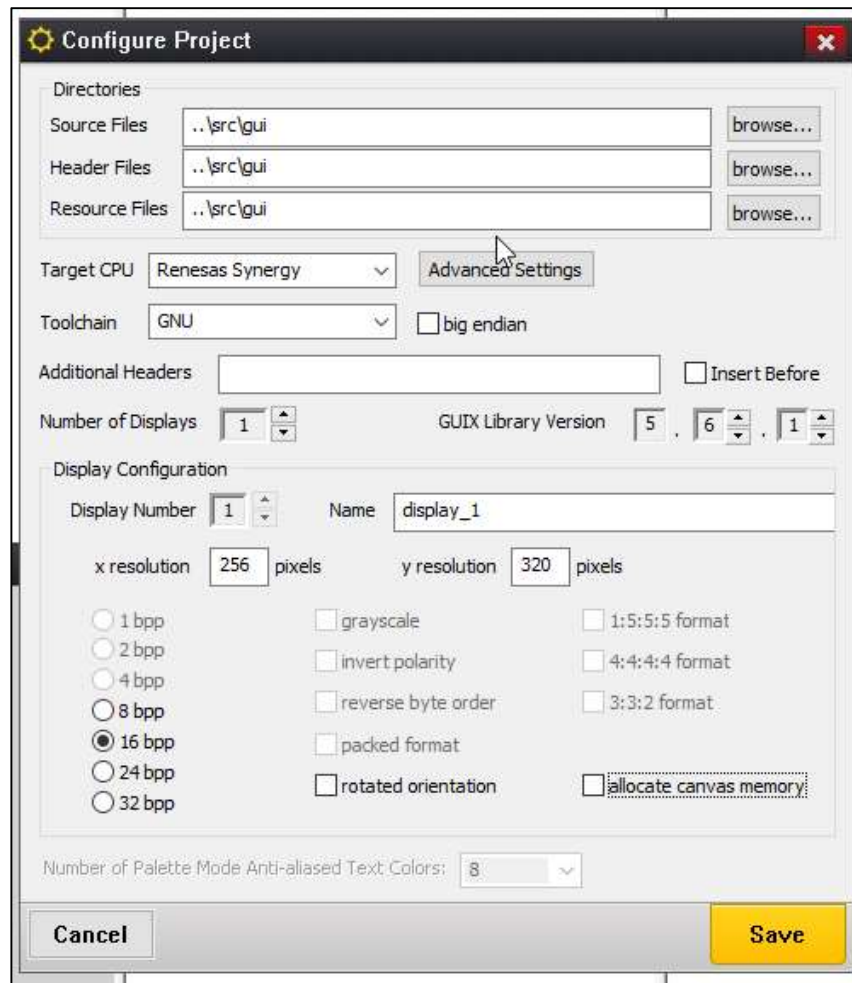 Configure Project
Directories
Source Files ..\src\gui browse...
Header Files ..\src\gui browse...
Resource Files ..\src\gui browse...
Target CPU Renesas Synergy Advanced Settings
Toolchain GNU big endian
Additional Headers Insert Before
Number of Displays 1 GUIX Library Version 5 . 6 . 1
Display Configuration
Display Number 1 Name display_1
x resolution 256 pixels y resolution 320 pixels
1 bpp grayscale 1:5:5:5 format
2 bpp
4 bpp invert polarity 4:4:4:4 format
8 bpp reverse byte order 3:3:2 format
16 bpp packed format
24 bpp rotated orientation allocate canvas memory
32 bpp
Number of Palette Mode Anti-aliased Text Colors: 8
Cancel Save